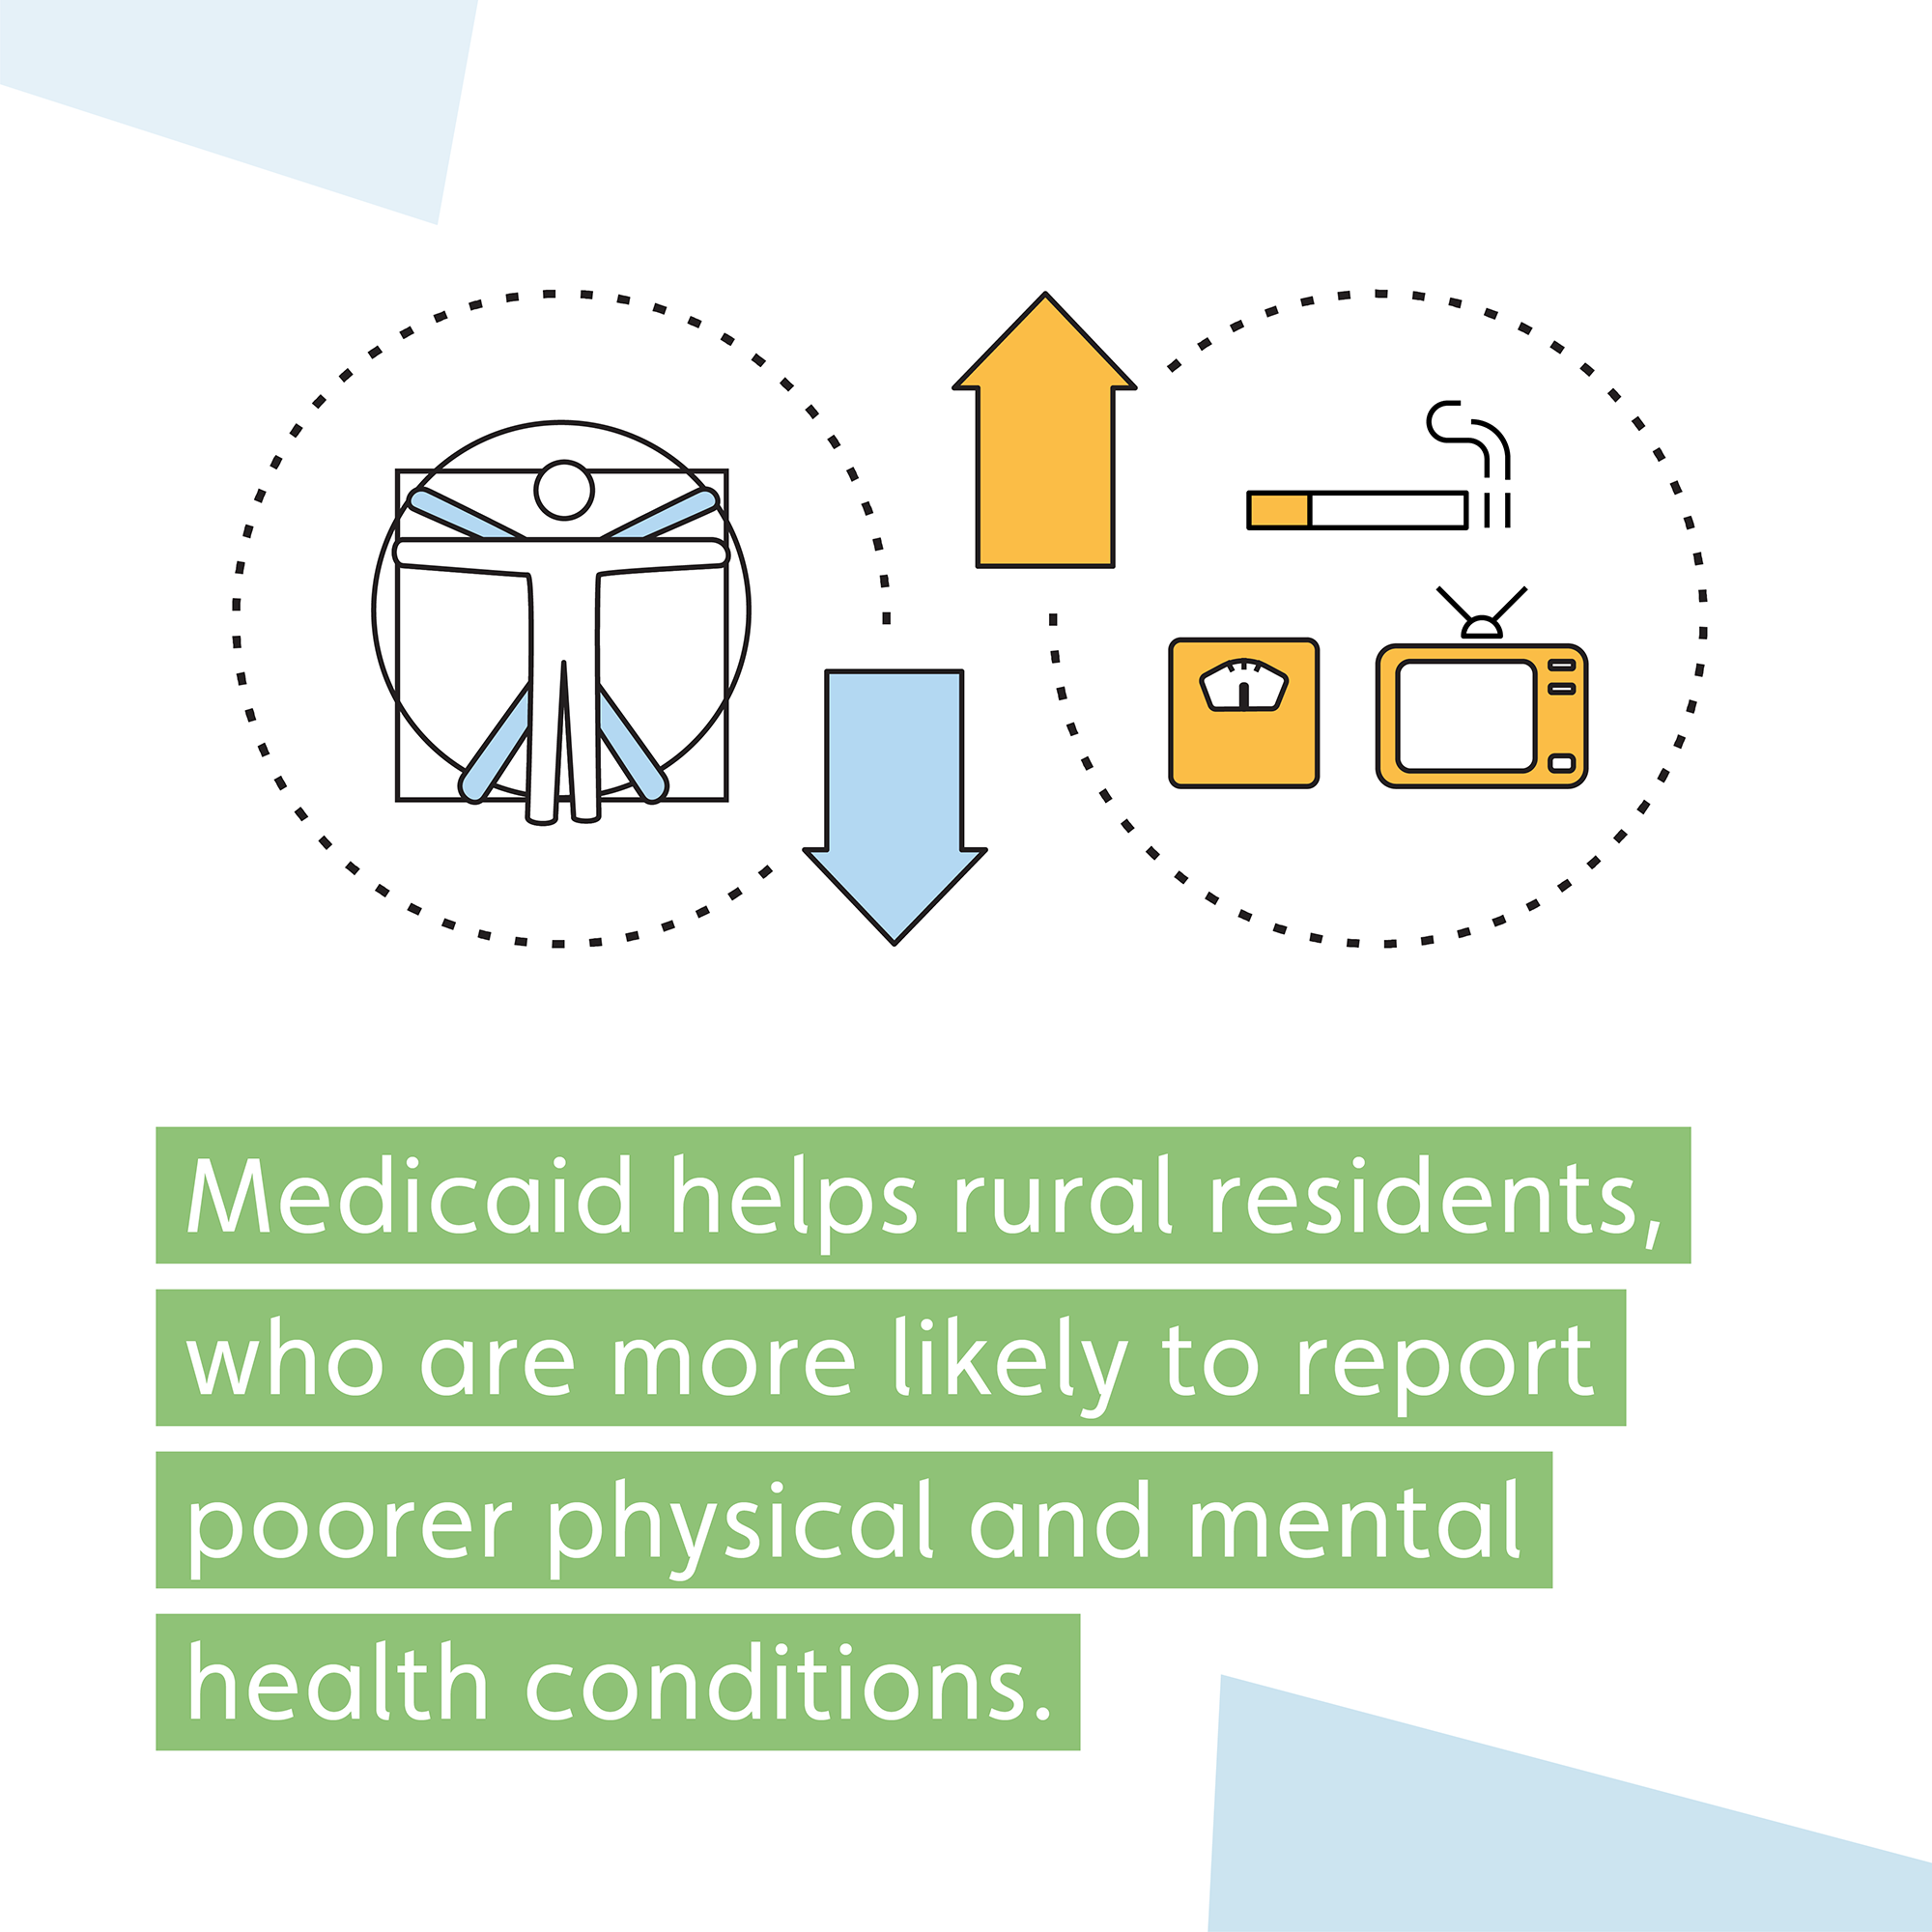 Medicaid helps rural residents,
who are more likely to report
poorer physical and mental
health conditions.